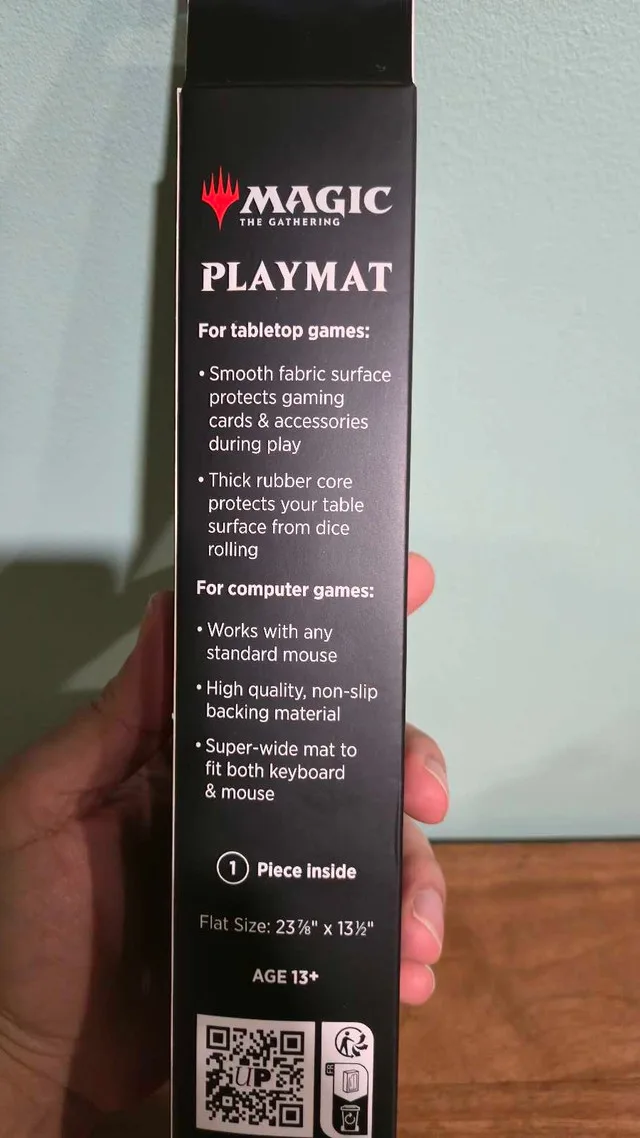 MAGIC
THE GATHERING
PLAYMAT
For tabletop games:
• Smooth fabric surface
protects gaming
cards & accessories
during play
• Thick rubber core
protects your table
surface from dice
rolling
For computer games:
• Works with any
standard mouse
• High quality, non-slip
backing material
• Super-wide mat to
fit both keyboard
& mouse
1 Piece inside
Flat Size: 23⅞" x 13½"
AGE 13+
UP
FR